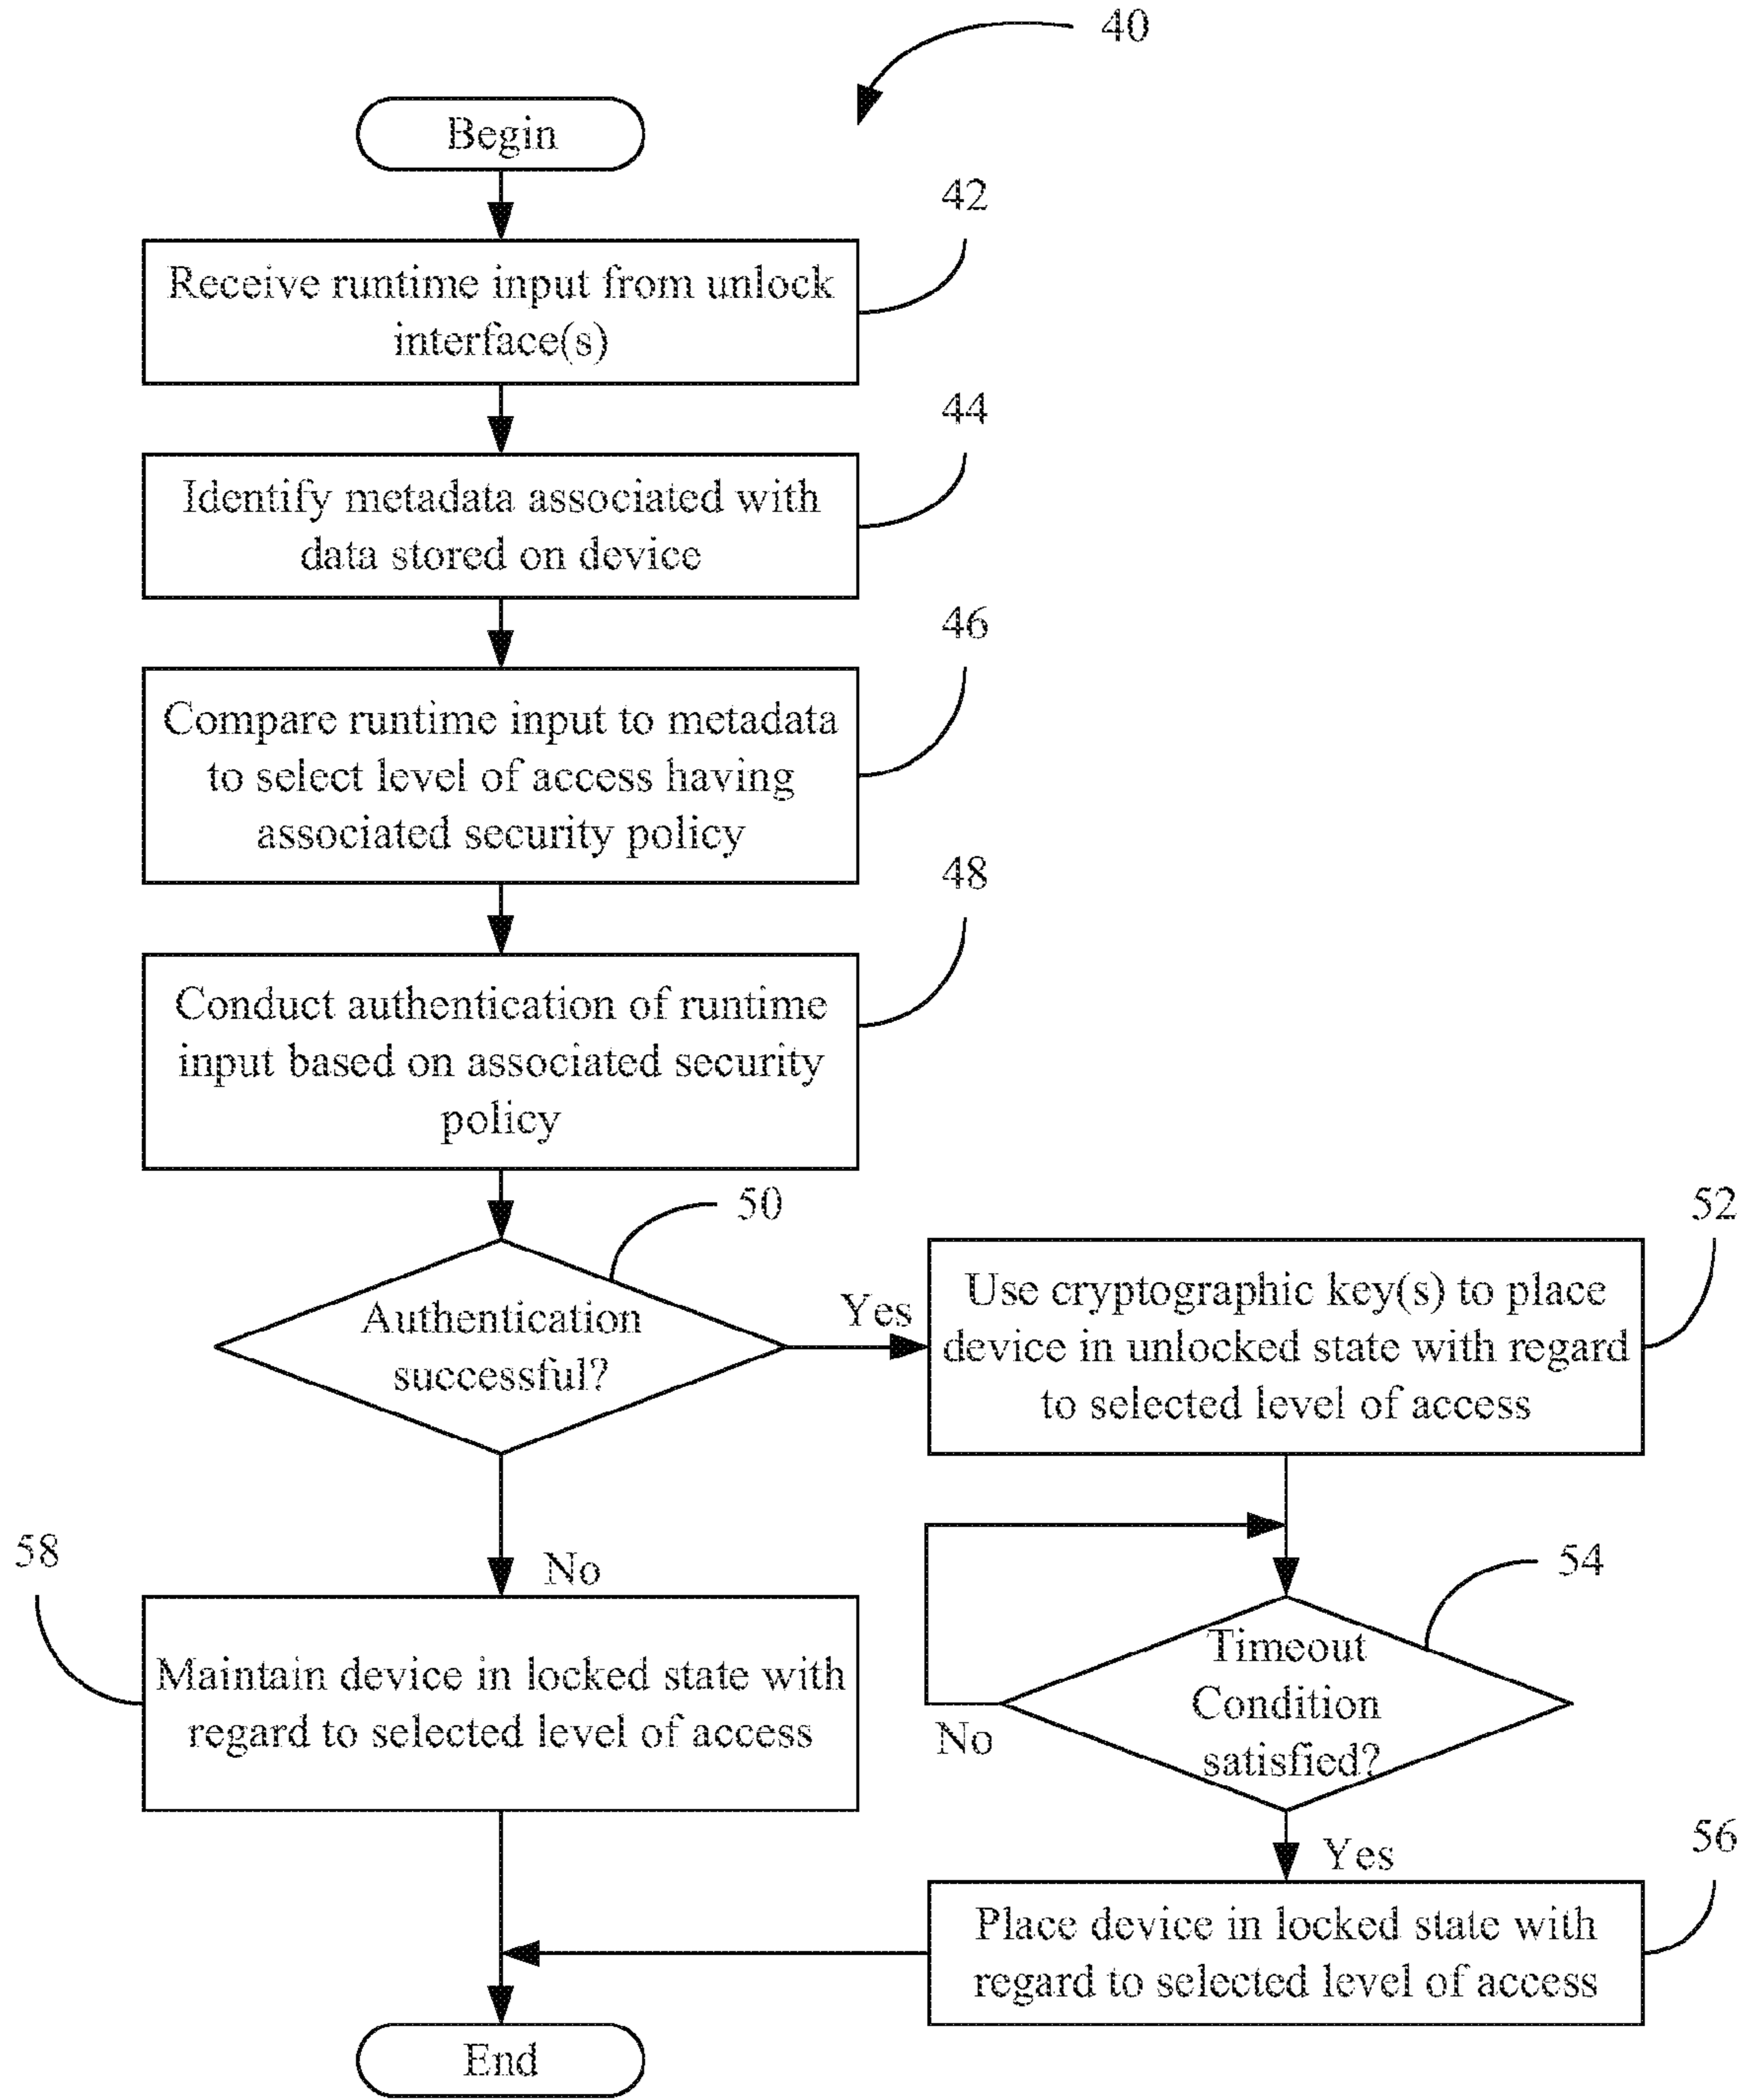 40
Begin
42
Receive runtime input from unlock
interface(s)
44
Identify metadata associated with
data stored on device
46
Compare runtime input to metadata
to select level of access having
associated security policy
48
Conduct authentication of runtime
input based on associated security
policy
50
Authentication
successful?
Yes
52
Use cryptographic key(s) to place
device in unlocked state with regard
to selected level of access
No
58
Maintain device in locked state with
regard to selected level of access
54
Timeout
Condition
satisfied?
No
Yes
56
Place device in locked state with
regard to selected level of access
End